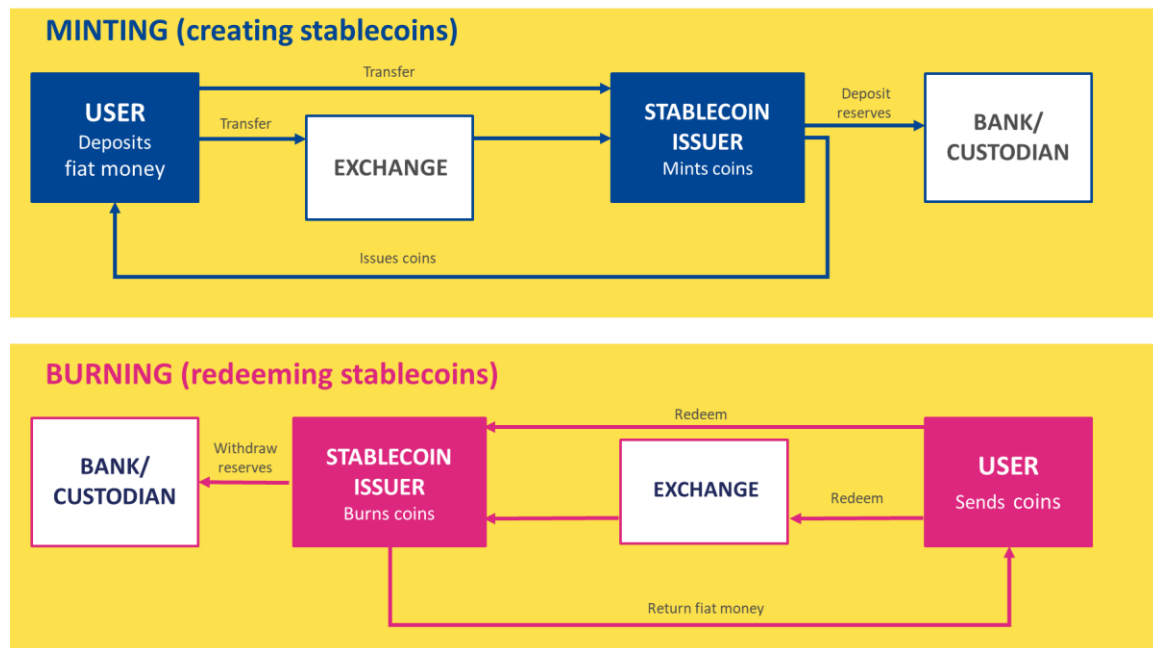 MINTING (creating stablecoins)
Transfer
USER
Deposits
fiat money
Transfer
EXCHANGE
STABLECOIN
ISSUER
Mints coins
Deposit
reserves
BANK/
CUSTODIAN
Issues coins
BURNING (redeeming stablecoins)
BANK/
CUSTODIAN
Withdraw
reserves
STABLECOIN
ISSUER
Burns coins
Redeem
EXCHANGE
Redeem
USER
Sends coins
Return fiat money